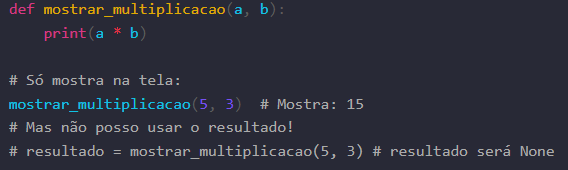 def mostrar_multiplicacao(a, b):
    print(a * b)

# Só mostra na tela:
mostrar_multiplicacao(5, 3)  # Mostra: 15
# Mas não posso usar o resultado!
# resultado = mostrar_multiplicacao(5, 3) # resultado será None